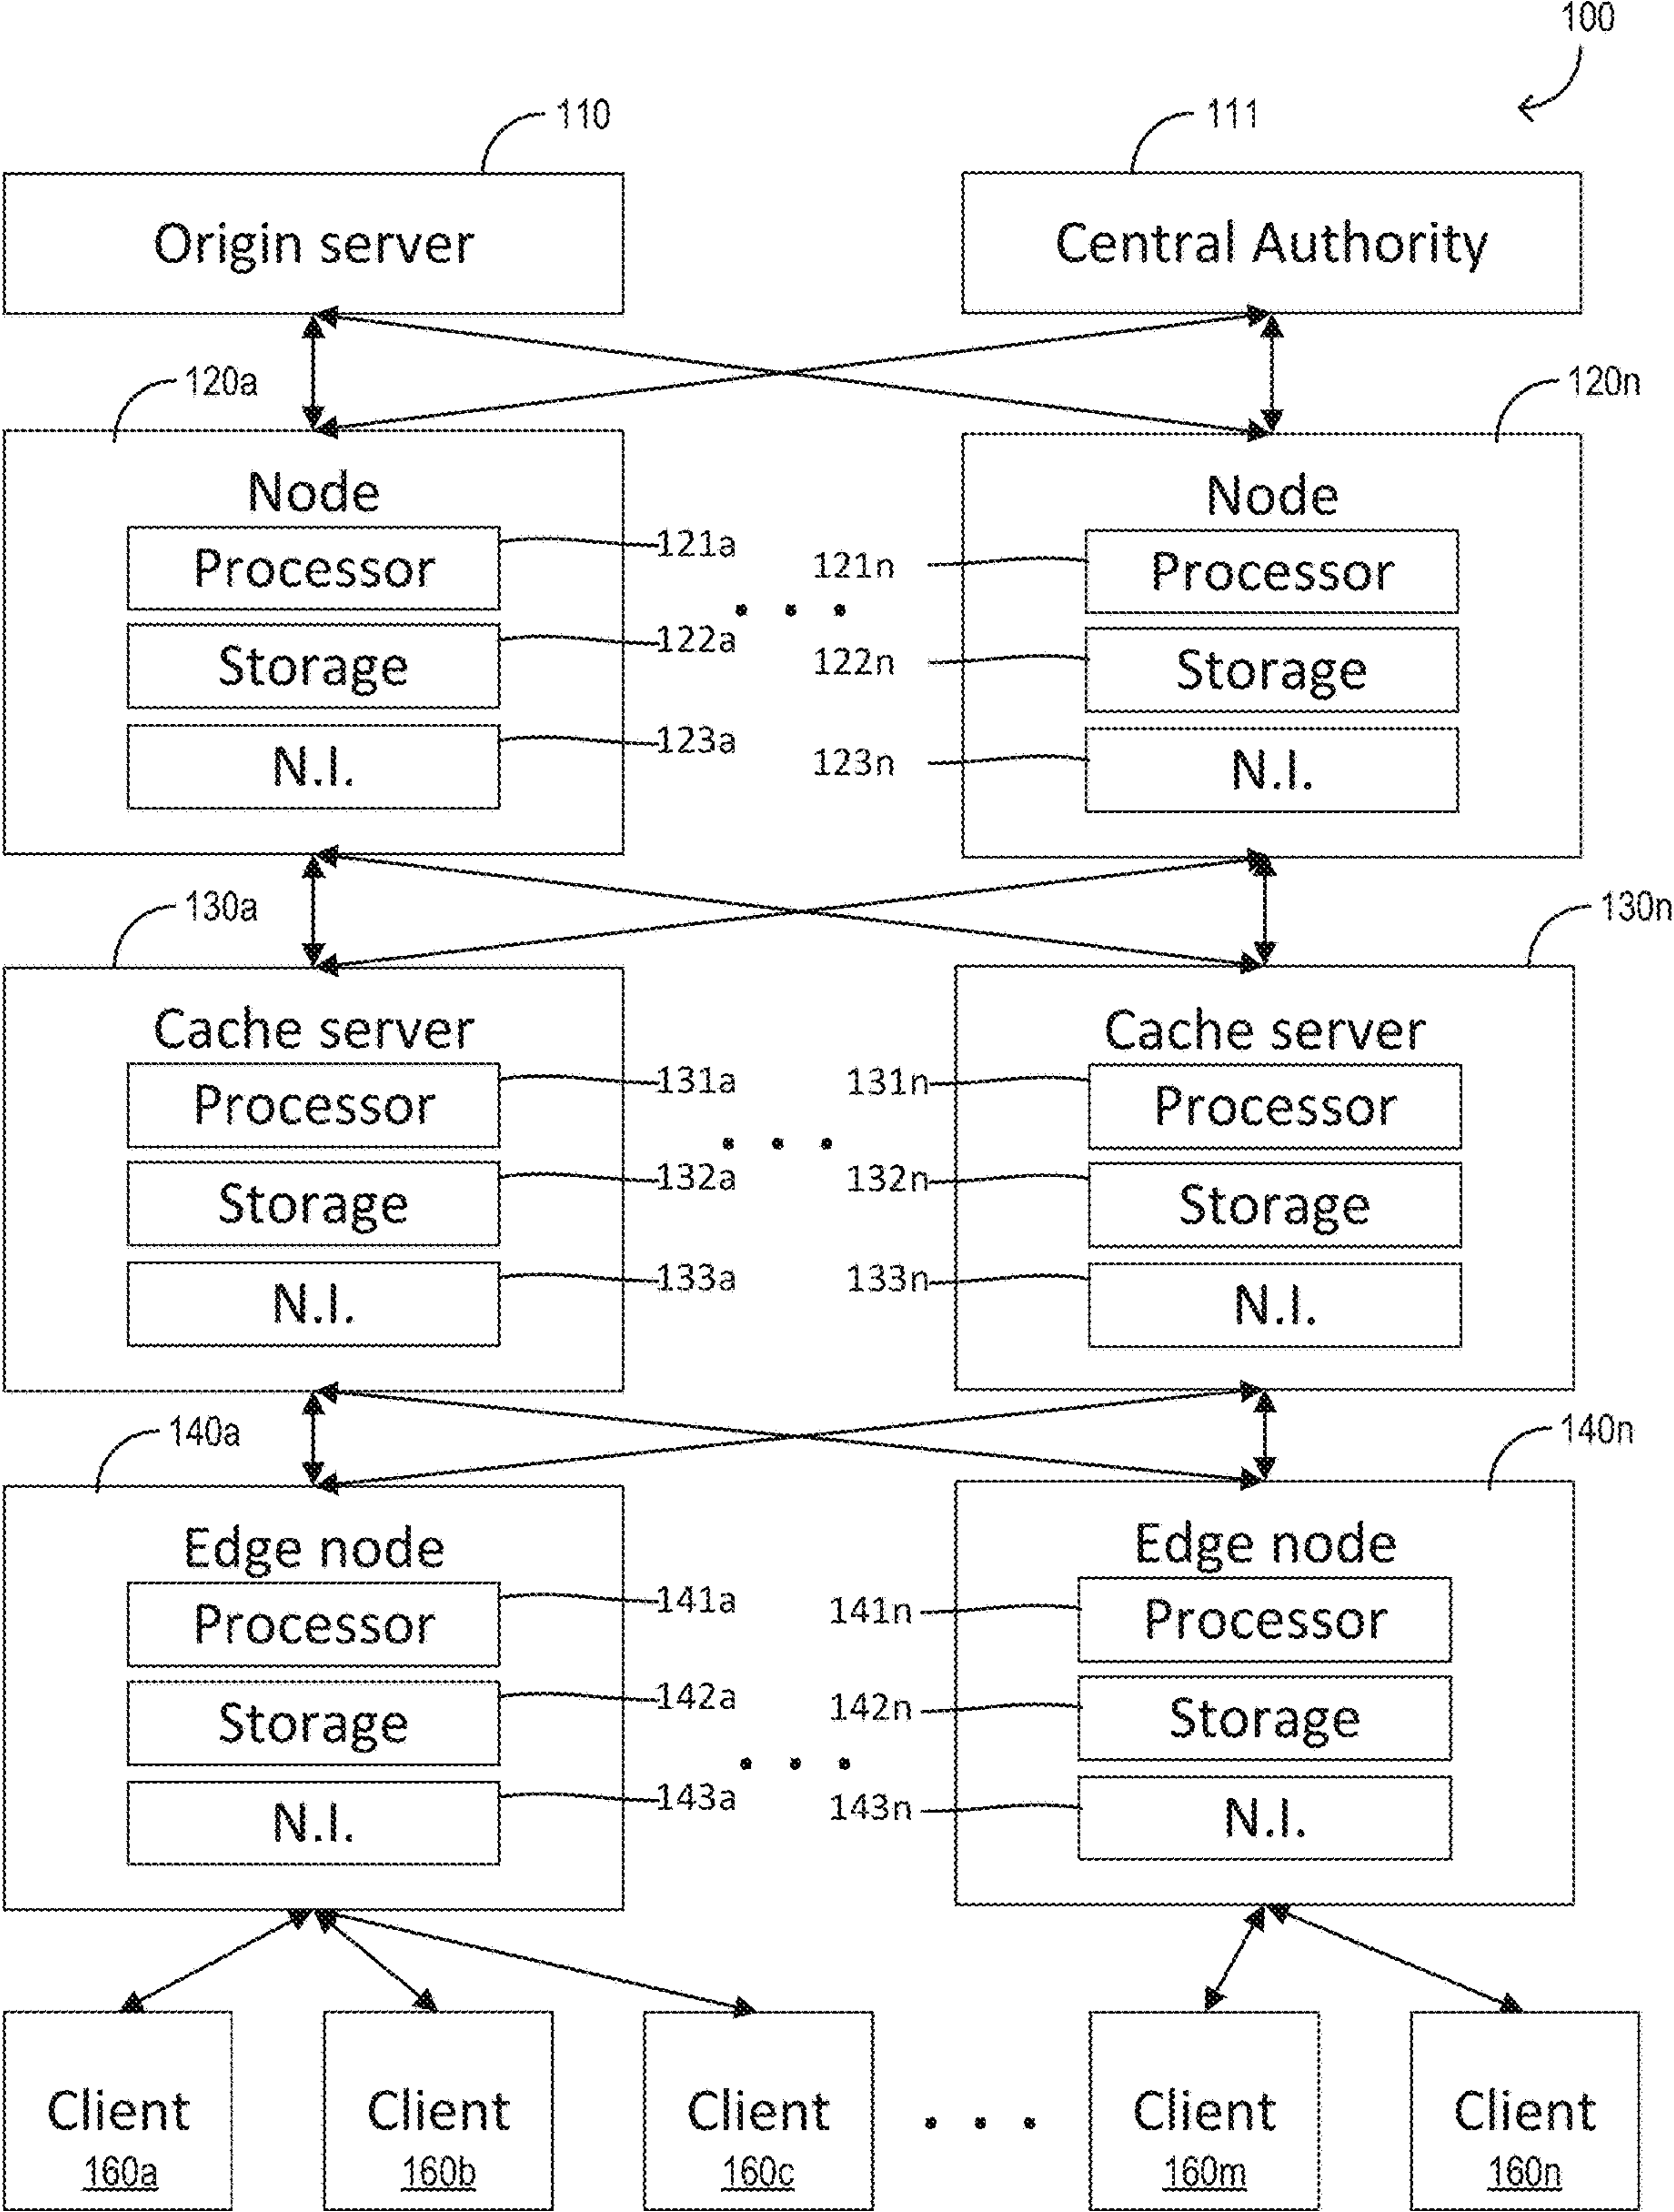 100
110
111
Origin server
Central Authority
120a
120n
Node
Node
Processor
121a
121n
Processor
. . .
Storage
122a
122n
Storage
N.I.
123a
123n
N.I.
130a
130n
Cache server
Cache server
Processor
131a
131n
Processor
. . .
Storage
132a
132n
Storage
N.I.
133a
133n
N.I.
140a
140n
Edge node
Edge node
Processor
141a
141n
Processor
Storage
142a
142n
Storage
. . .
N.I.
143a
143n
N.I.
Client
160a
Client
160b
Client
160c
. . .
Client
160m
Client
160n